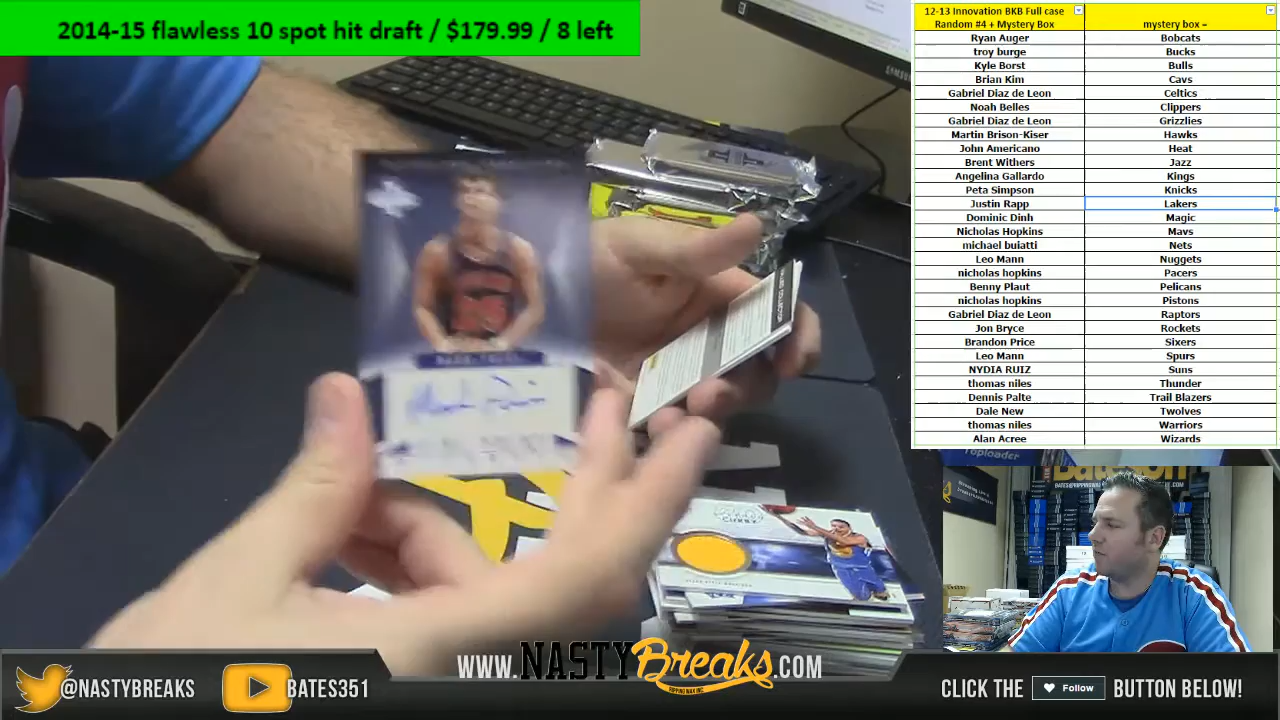 2014-15 flawless 10 spot hit draft / $179.99 / 8 left
12-13 Innovation BKB Full case
Random #4 + Mystery Box
mystery box =
Ryan Auger Bobcats
troy burge Bucks
Kyle Borst Bulls
Brian Kim Cavs
Gabriel Diaz de Leon Celtics
Noah Belles Clippers
Gabriel Diaz de Leon Grizzlies
Martin Brison-Kiser Hawks
John Americano Heat
Brent Withers Jazz
Angelina Gallardo Kings
Peta Simpson Knicks
Justin Rapp Lakers
Dominic Dinh Magic
Nicholas Hopkins Mavs
michael buiatti Nets
Leo Mann Nuggets
nicholas hopkins Pacers
Benny Plaut Pelicans
nicholas hopkins Pistons
Gabriel Diaz de Leon Raptors
Jon Bryce Rockets
Brandon Price Sixers
Leo Mann Spurs
NYDIA RUIZ Suns
thomas niles Thunder
Dennis Palte Trail Blazers
Dale New Twolves
thomas niles Warriors
Alan Acree Wizards
Toploader
CURRY
@NASTYBREAKS
BATES351
WWW.NASTYBreaks.COM
RIPPING WAX INC
CLICK THE Follow BUTTON BELOW!